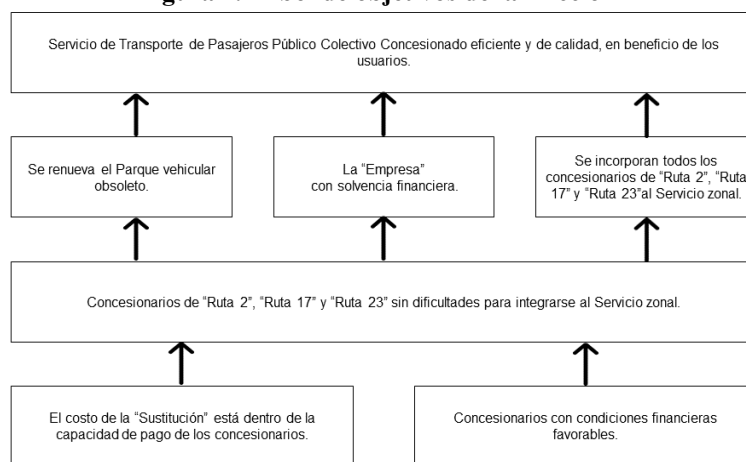 Servicio de Transporte de Pasajeros Público Colectivo Concesionado eficiente y de calidad, en beneficio de los
usuarios.
Se renueva el Parque vehicular
obsoleto.
La "Empresa"
con solvencia financiera.
Se incorporan todos los
concesionarios de "Ruta 2", "Ruta
17" y "Ruta 23"al Servicio zonal.
Concesionarios de "Ruta 2", "Ruta 17" y "Ruta 23" sin dificultades para integrarse al Servicio zonal.
El costo de la "Sustitución" está dentro de la
capacidad de pago de los concesionarios.
Concesionarios con condiciones financieras
favorables.